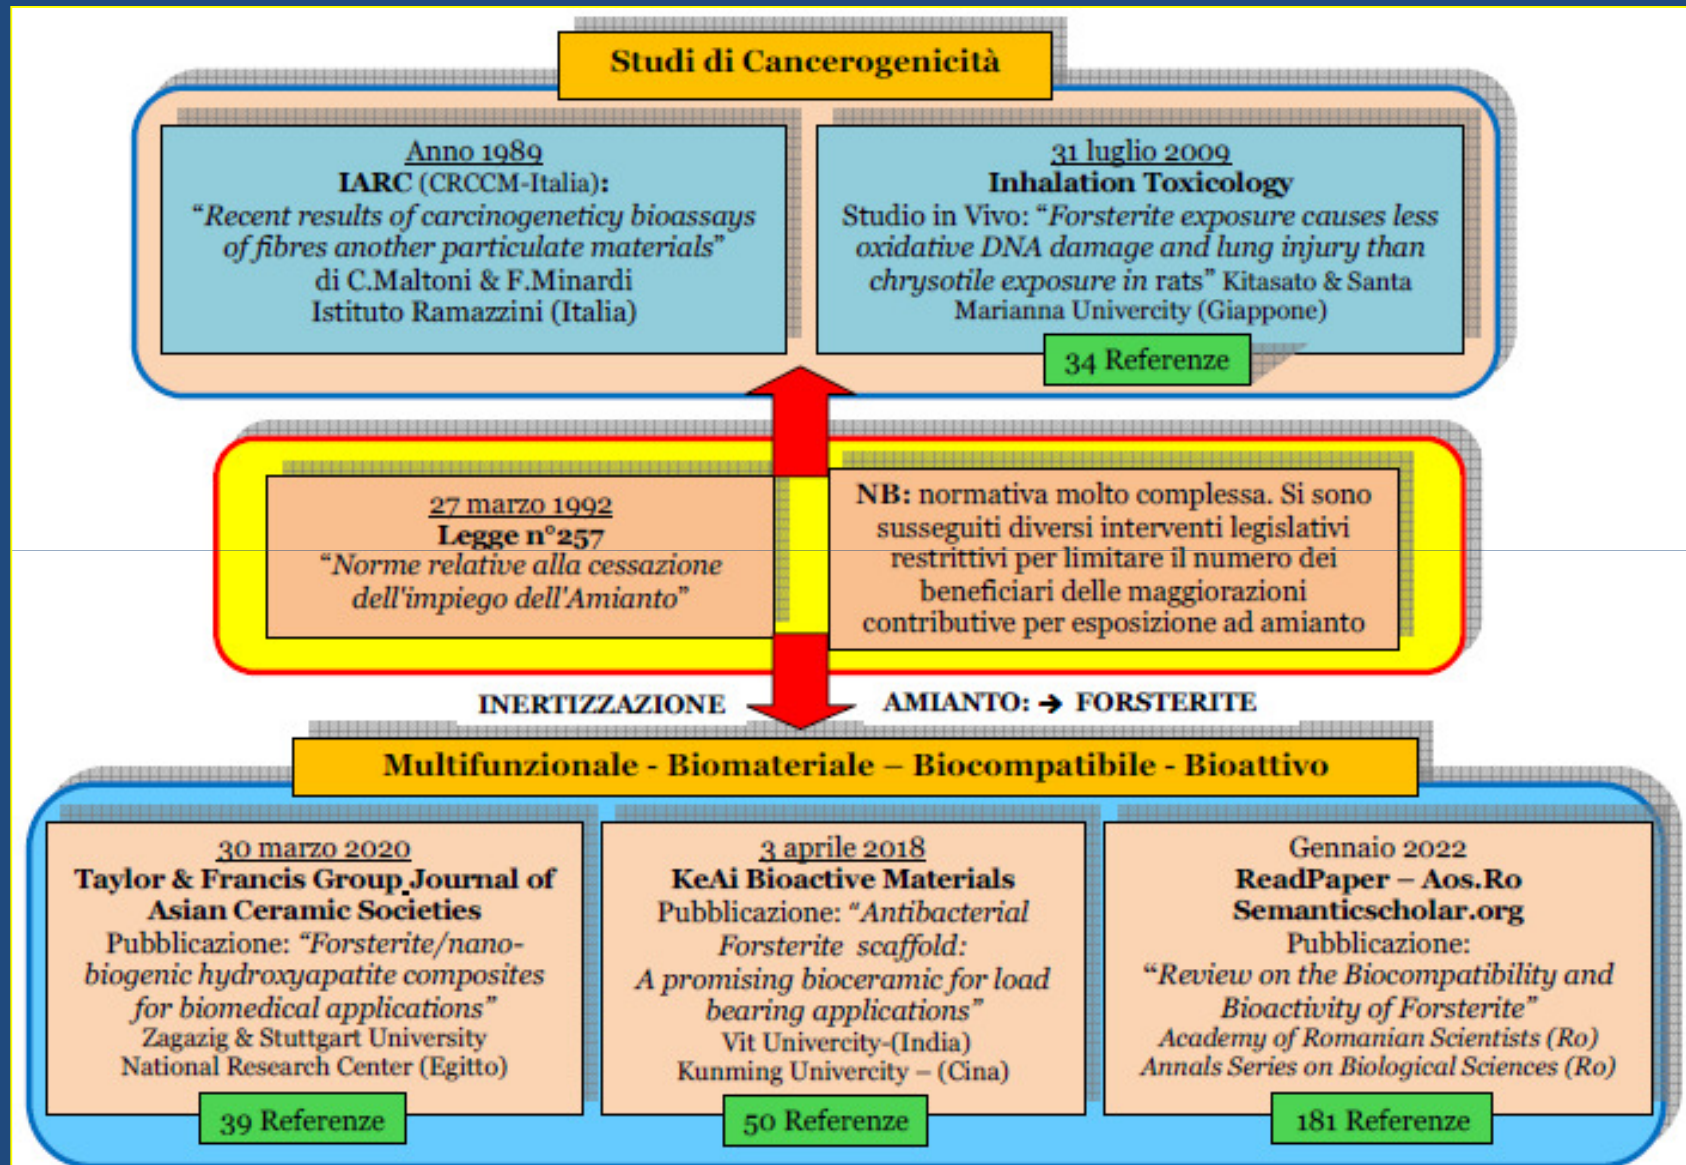 Studi di Cancerogenicità
Anno 1989
IARC (CRCCM-Italia):
“Recent results of carcinogeneticy bioassays
of fibres another particulate materials”
di C.Maltoni & F.Minardi
Istituto Ramazzini (Italia)
31 luglio 2009
Inhalation Toxicology
Studio in Vivo: “Forsterite exposure causes less
oxidative DNA damage and lung injury than
chrysotile exposure in rats” Kitasato & Santa
Marianna Univercity (Giappone)
34 Referenze
27 marzo 1992
Legge n°257
“Norme relative alla cessazione
dell'impiego dell'Amianto”
NB: normativa molto complessa. Si sono
susseguiti diversi interventi legislativi
restrittivi per limitare il numero dei
beneficiari delle maggiorazioni
contributive per esposizione ad amianto
INERTIZZAZIONE AMIANTO: → FORSTERITE
Multifunzionale - Biomateriale – Biocompatibile - Bioattivo
30 marzo 2020
Taylor & Francis Group Journal of
Asian Ceramic Societies
Pubblicazione: “Forsterite/nano-
biogenic hydroxyapatite composites
for biomedical applications”
Zagazig & Stuttgart University
National Research Center (Egitto)
39 Referenze
3 aprile 2018
KeAi Bioactive Materials
Pubblicazione: “Antibacterial
Forsterite scaffold:
A promising bioceramic for load
bearing applications”
Vit Univercity-(India)
Kunming Univercity – (Cina)
50 Referenze
Gennaio 2022
ReadPaper – Aos.Ro
Semanticscholar.org
Pubblicazione:
“Review on the Biocompatibility and
Bioactivity of Forsterite”
Academy of Romanian Scientists (Ro)
Annals Series on Biological Sciences (Ro)
181 Referenze